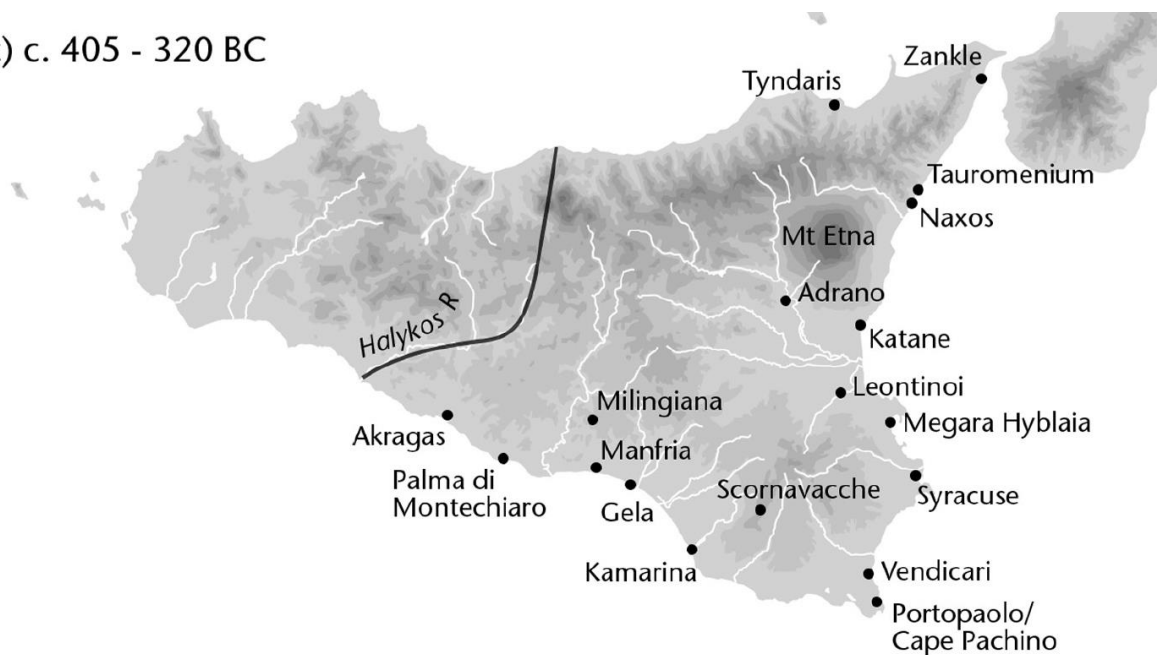 ) c. 405 - 320 BC
Zankle
Tyndaris
Tauromenium
Naxos
Mt Etna
Adrano
Halykos R
Katane
Leontinoi
Milingiana
Megara Hyblaia
Akragas
Manfria
Palma di
Montechiaro
Scornavacche
Syracuse
Gela
Kamarina
Vendicari
Portopaolo/
Cape Pachino